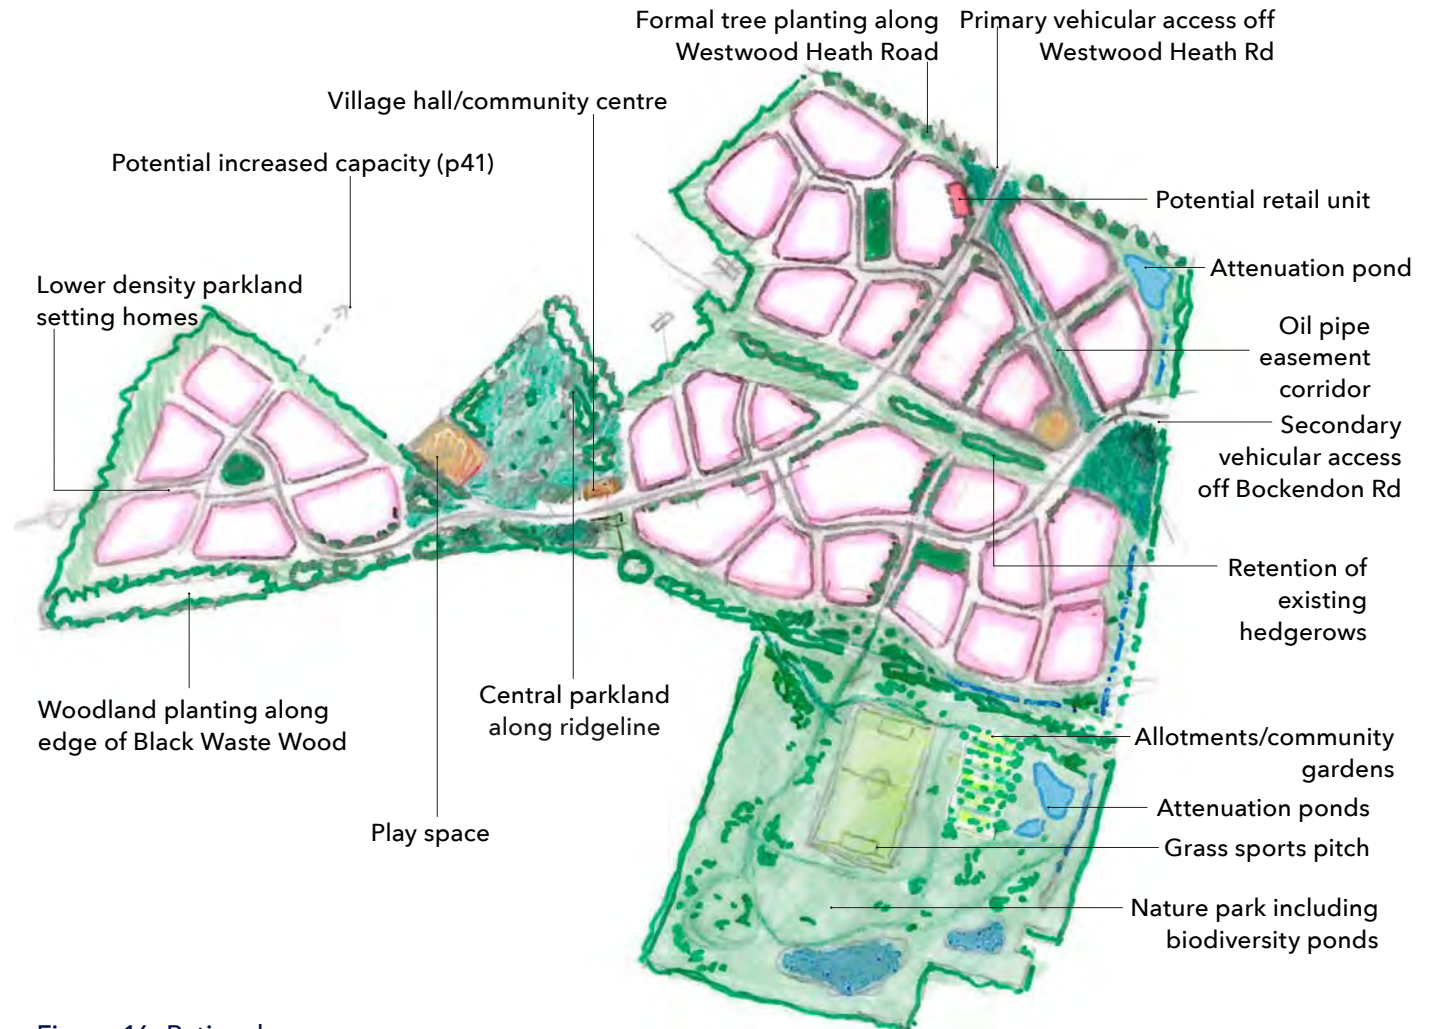 Formal tree planting along
Westwood Heath Road
Primary vehicular access off
Westwood Heath Rd
Village hall/community centre
Potential increased capacity (p41)
Potential retail unit
Attenuation pond
Lower density parkland
setting homes
Oil pipe
easement
corridor
Secondary
vehicular access
off Bockendon Rd
Retention of
existing
hedgerows
Woodland planting along
edge of Black Waste Wood
Central parkland
along ridgeline
Allotments/community
gardens
Attenuation ponds
Play space
Grass sports pitch
Nature park including
biodiversity ponds